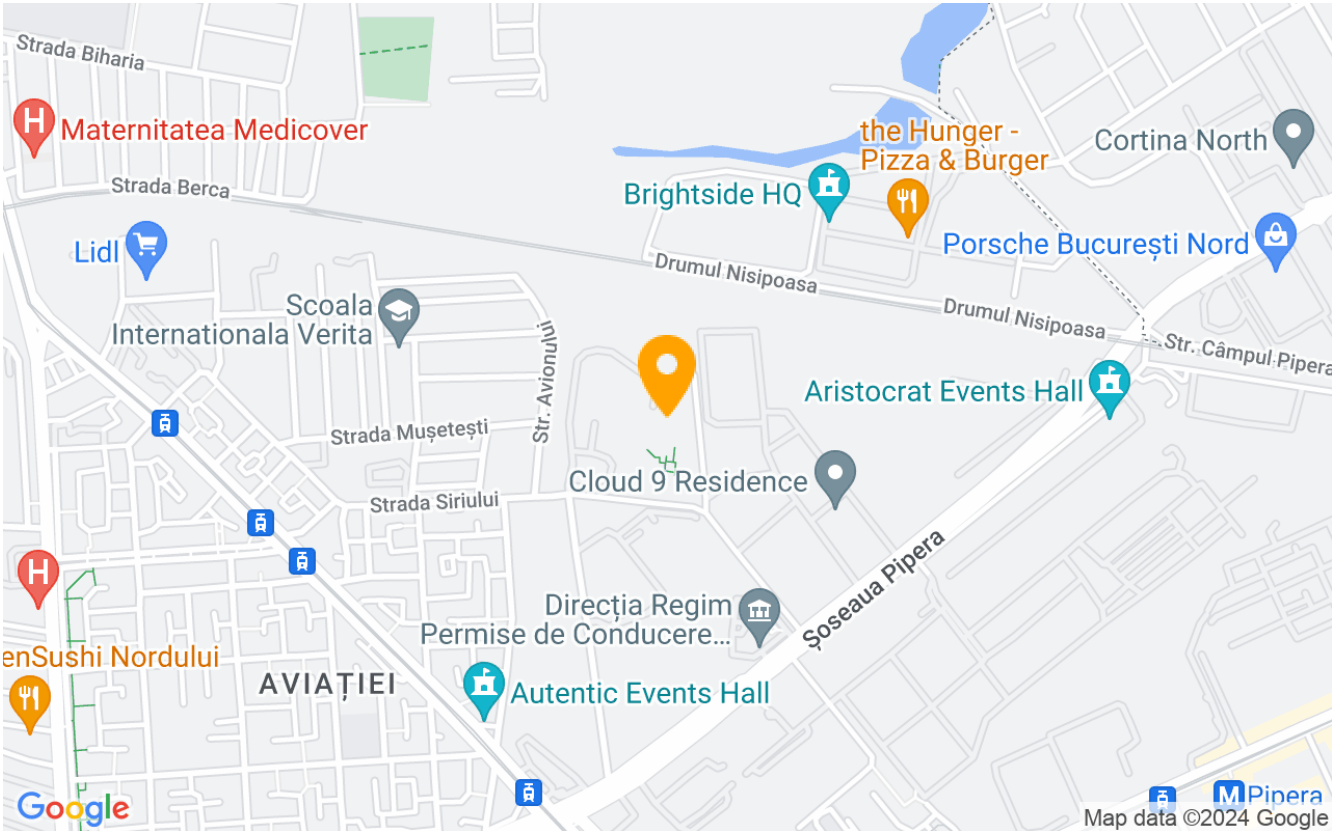 Strada Biharia
H
Maternitatea Medicover
the Hunger -
Pizza & Burger
Cortina North
Strada Berca
Brightside HQ
Lidl
Porsche București Nord
Drumul Nisipoasa
Scoala
Internationala Verita
Drumul Nisipoasa
Str. Avionului
Str. Câmpul Pipera
Aristocrat Events Hall
Strada Mușetești
Cloud 9 Residence
Strada Siriului
H
Șoseaua Pipera
Direcția Regim
Permise de Conducere...
enSushi Nordului
AVIAȚIEI
Autentic Events Hall
M Pipera
Google
Map data ©2024 Google